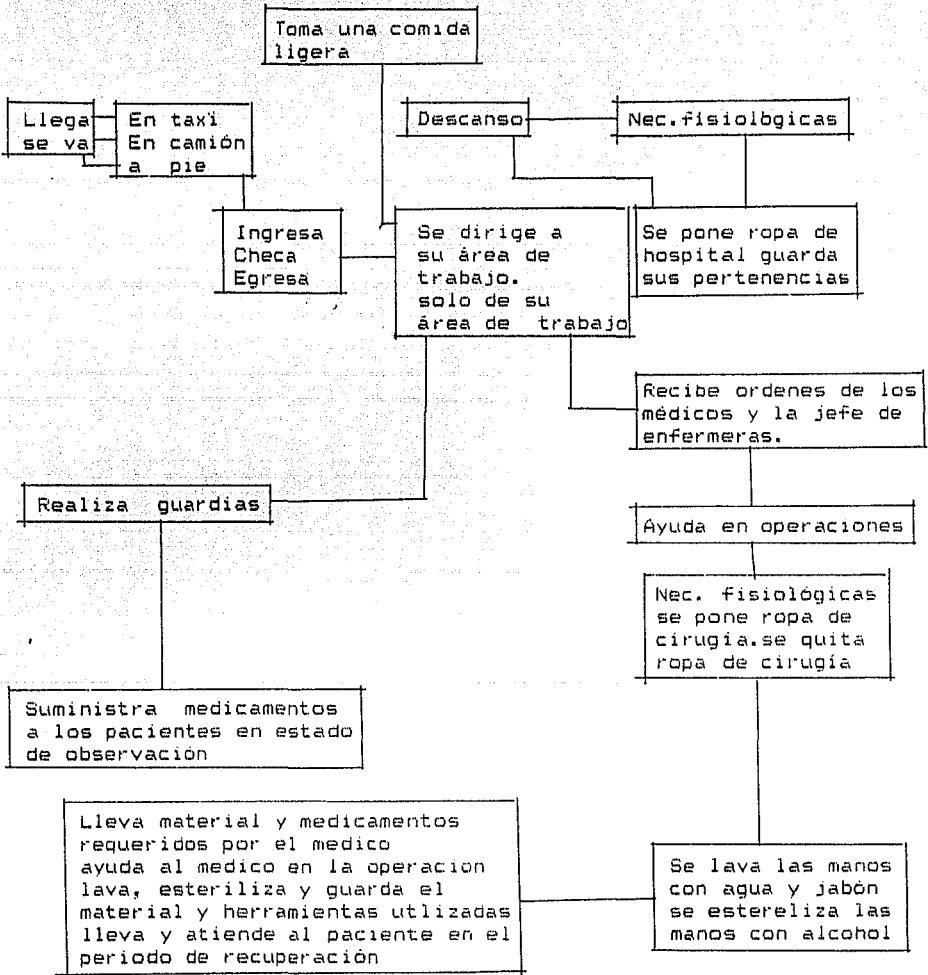 Toma una comida
ligera
Llega
se va
En taxi
En camión
a pie
Descanso
Nec.fisiológicas
Ingresa
Checa
Egresa
Se dirige a
su área de
trabajo.
solo de su
área de trabajo
Se pone ropa de
hospital guarda
sus pertenencias
Recibe ordenes de los
médicos y la jefe de
enfermeras.
Realiza guardias
Ayuda en operaciones
Nec. fisiológicas
se pone ropa de
cirugia.se quita
ropa de cirugía
Suministra medicamentos
a los pacientes en estado
de observación
Lleva material y medicamentos
requeridos por el medico
ayuda al medico en la operacion
lava, esteriliza y guarda el
material y herramientas utlizadas
lleva y atiende al paciente en el
periodo de recuperación
Se lava las manos
con agua y jabón
se estereliza las
manos con alcohol